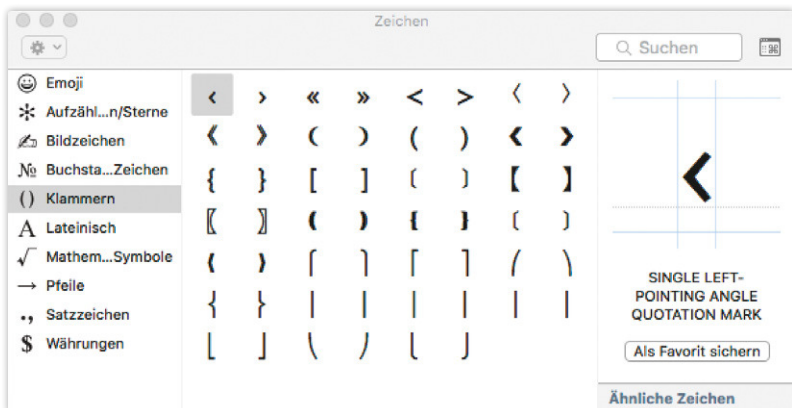 Zeichen
Suchen
Emoji
Aufzähl...n/Sterne
Bildzeichen
№ Buchsta...Zeichen
() Klammern
A Lateinisch
√ Mathem...Symbole
→ Pfeile
., Satzzeichen
$ Währungen
‹ › « » < > 〈 〉
《 》 ( ) ( ) ❮ ❯
{ } [ ] 〔 〕 【 】
〖 〗 ❨ ❩ ❴ ❵ ❲ ❳
❪ ❫ ⎧ ⎫ ⎡ ⎤ ⎛ ⎞
⎨ ⎬ ⎪ ⎪ ⎢ ⎥ ⎜ ⎟
⎣ ⎦ ⎝ ⎠ ⎩ ⎭
‹
SINGLE LEFT-
POINTING ANGLE
QUOTATION MARK
Als Favorit sichern
Ähnliche Zeichen